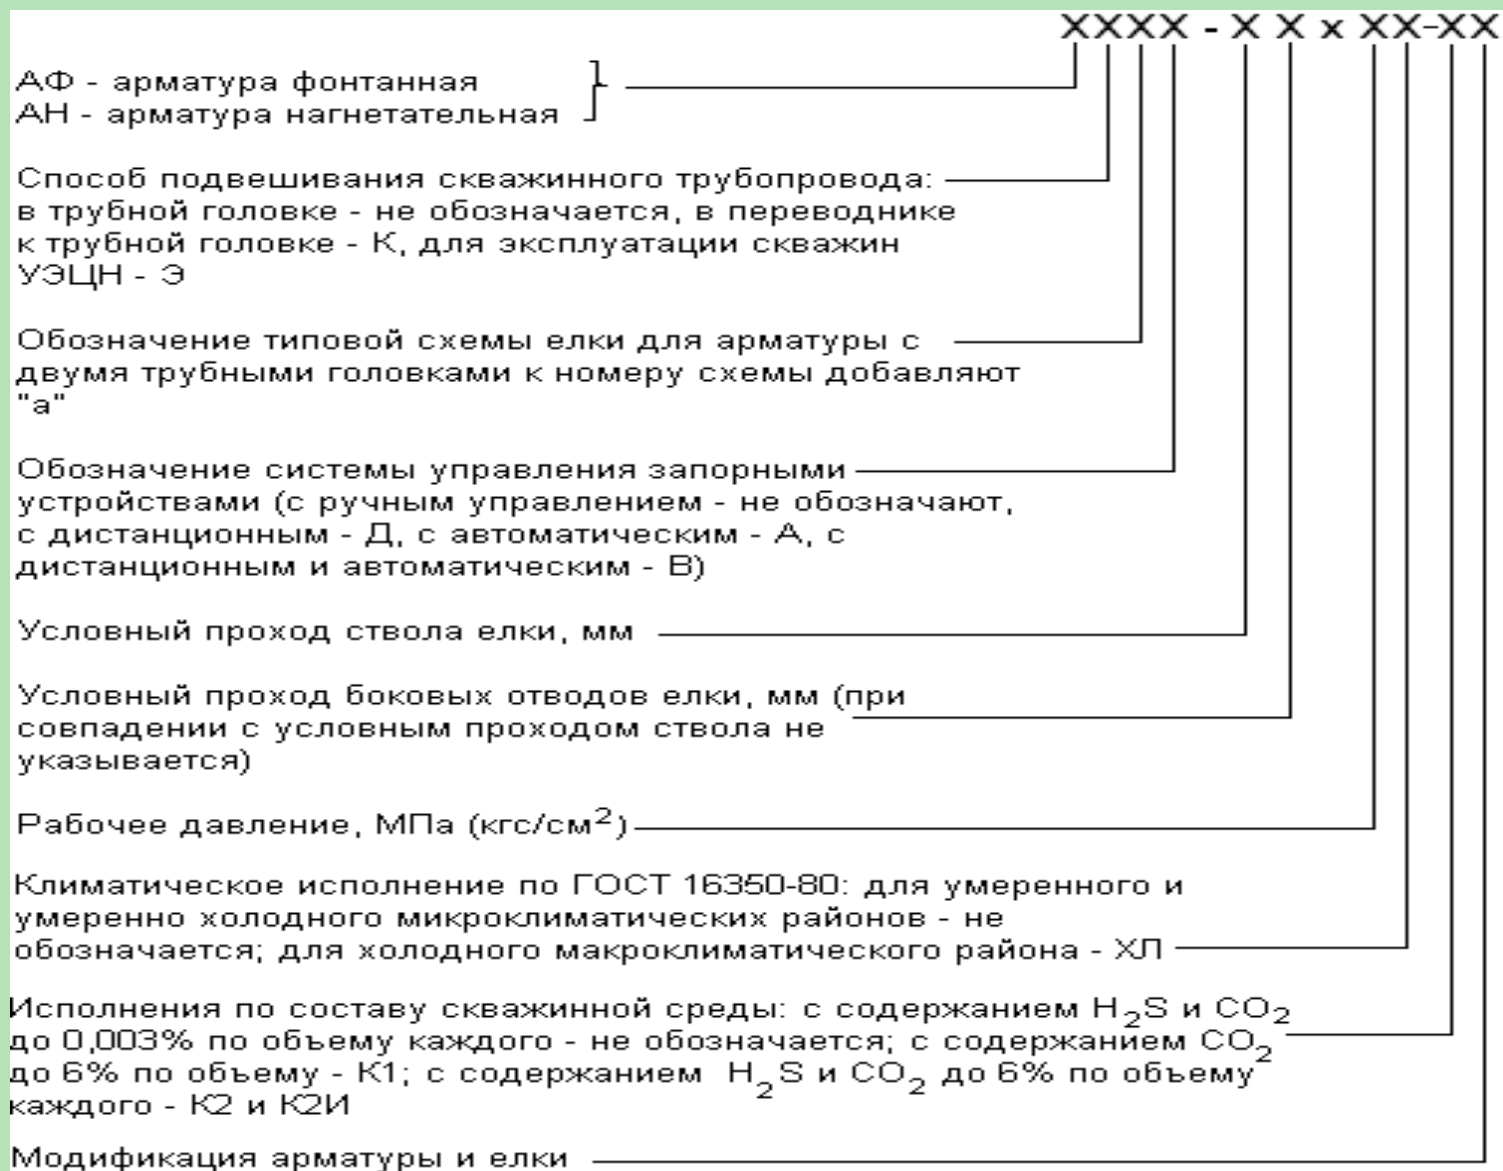 XXXX - X X x XX-XX
АФ - арматура фонтанная
АН - арматура нагнетательная
Способ подвешивания скважинного трубопровода:
в трубной головке - не обозначается, в переводнике
к трубной головке - К, для эксплуатации скважин
УЭЦН - Э
Обозначение типовой схемы елки для арматуры с
двумя трубными головками к номеру схемы добавляют
"а"
Обозначение системы управления запорными
устройствами (с ручным управлением - не обозначают,
с дистанционным - Д, с автоматическим - А, с
дистанционным и автоматическим - В)
Условный проход ствола елки, мм
Условный проход боковых отводов елки, мм (при
совпадении с условным проходом ствола не
указывается)
Рабочее давление, МПа (кгс/см²)
Климатическое исполнение по ГОСТ 16350-80: для умеренного и
умеренно холодного микроклиматических районов - не
обозначается; для холодного макроклиматического района - ХЛ
Исполнения по составу скважинной среды: с содержанием H₂S и CO₂
до 0,003% по объему каждого - не обозначается; с содержанием CO₂
до 6% по объему - К1; с содержанием H₂S и CO₂ до 6% по объему
каждого - К2 и К2И
Модификация арматуры и елки